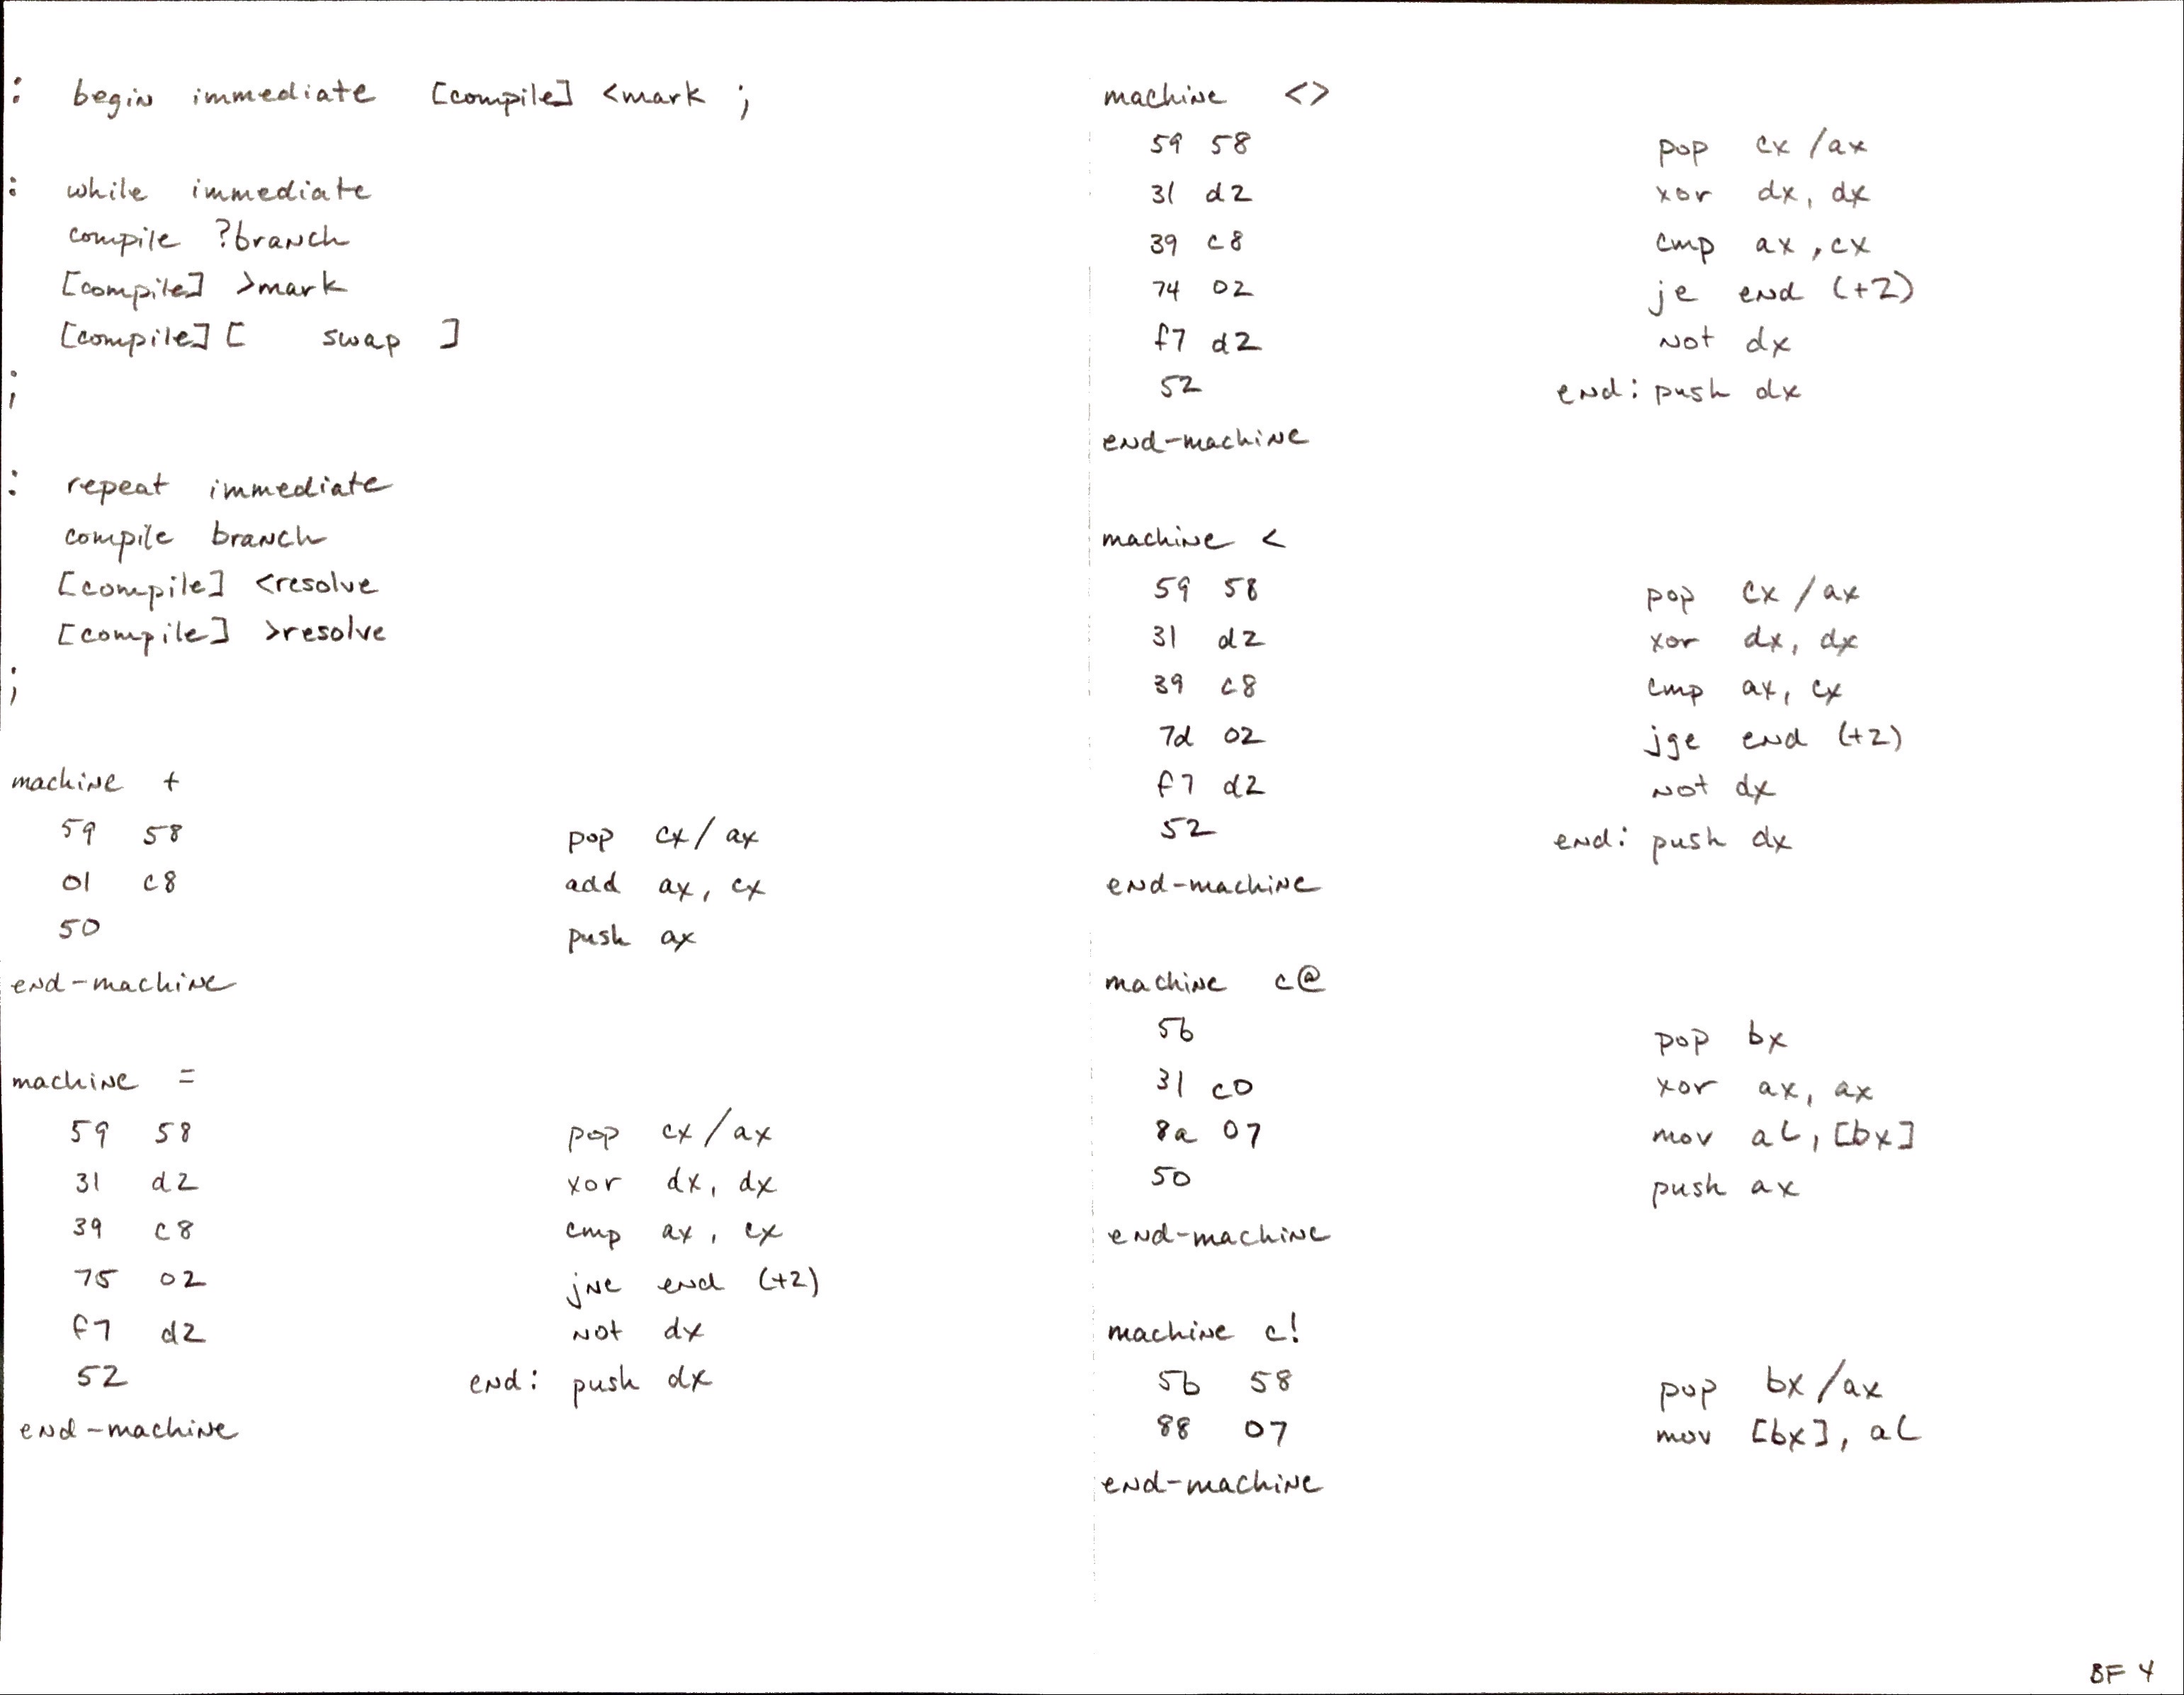 : begin immediate [compile] <mark ;
: while immediate
compile ?branch
[compile] >mark
[compile] [ swap ]
;
: repeat immediate
compile branch
[compile] <resolve
[compile] >resolve
;
machine +
59 58 pop cx/ax
01 c8 add ax, cx
50 push ax
end-machine
machine =
59 58 pop cx/ax
31 d2 xor dx, dx
39 c8 cmp ax, cx
75 02 jne end (+2)
f7 d2 not dx
52 end: push dx
end-machine
machine <>
59 58 pop cx/ax
31 d2 xor dx, dx
39 c8 cmp ax, cx
74 02 je end (+2)
f7 d2 not dx
52 end: push dx
end-machine
machine <
59 58 pop cx/ax
31 d2 xor dx, dx
39 c8 cmp ax, cx
7d 02 jge end (+2)
f7 d2 not dx
52 end: push dx
end-machine
machine c@
5b pop bx
31 c0 xor ax, ax
8a 07 mov al, [bx]
50 push ax
end-machine
machine c!
5b 58 pop bx/ax
88 07 mov [bx], al
end-machine
BF 4